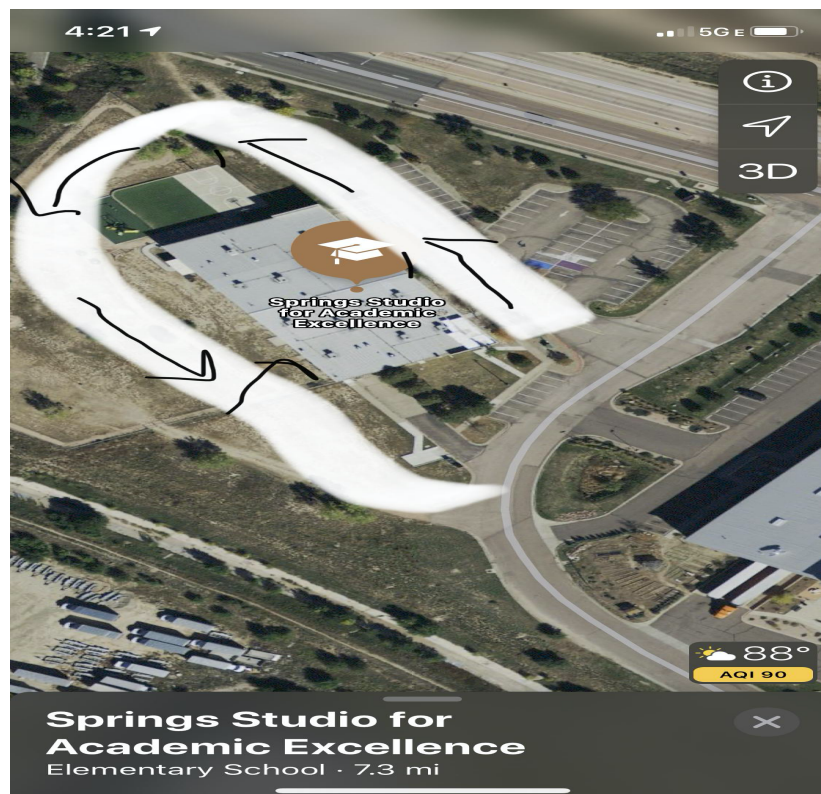 4:21
5G E
3D
Springs Studio
for Academic
Excellence
88°
AQI 90
Springs Studio for
Academic Excellence
Elementary School · 7.3 mi